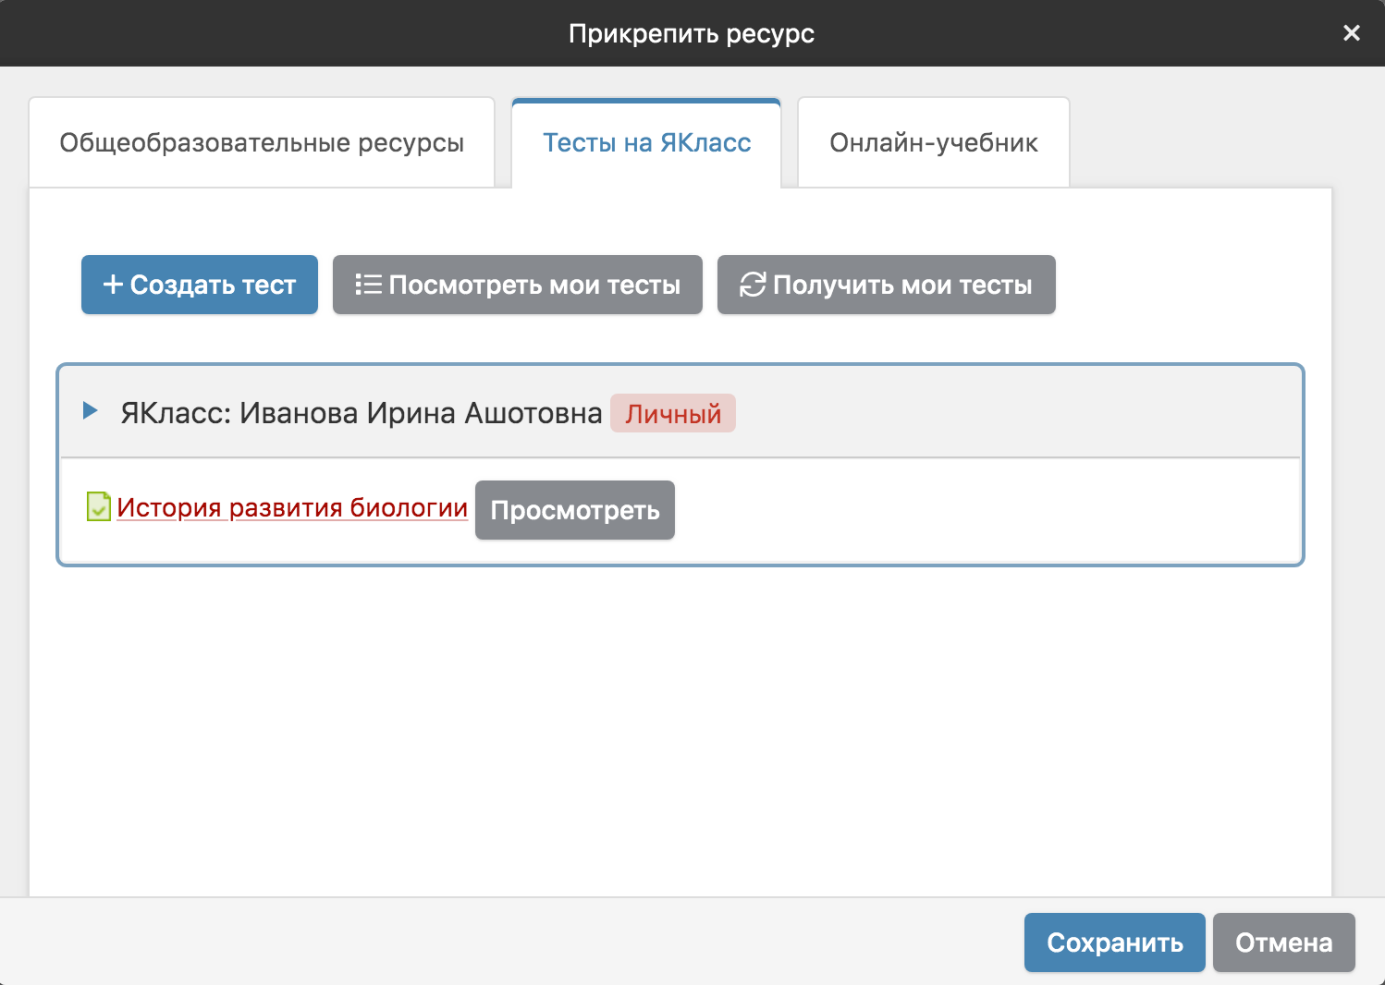 Прикрепить ресурс
Общеобразовательные ресурсы
Тесты на ЯКласс
Онлайн-учебник
Создать тест
Посмотреть мои тесты
Получить мои тесты
ЯКласс: Иванова Ирина Ашотовна Личный
История развития биологии Просмотреть
Сохранить
Отмена